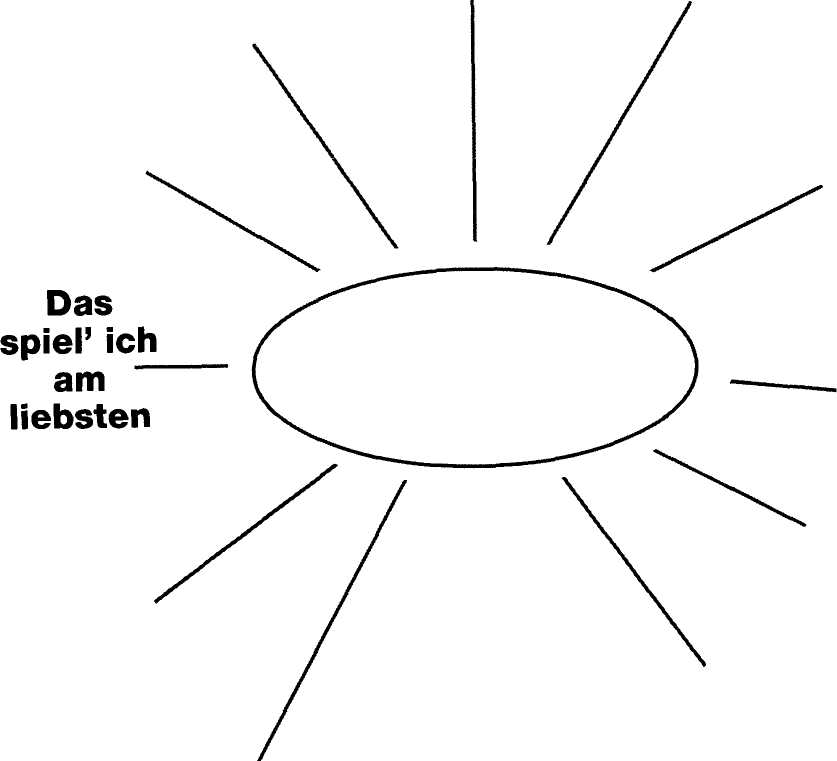 Das
spiel' ich
am
liebsten